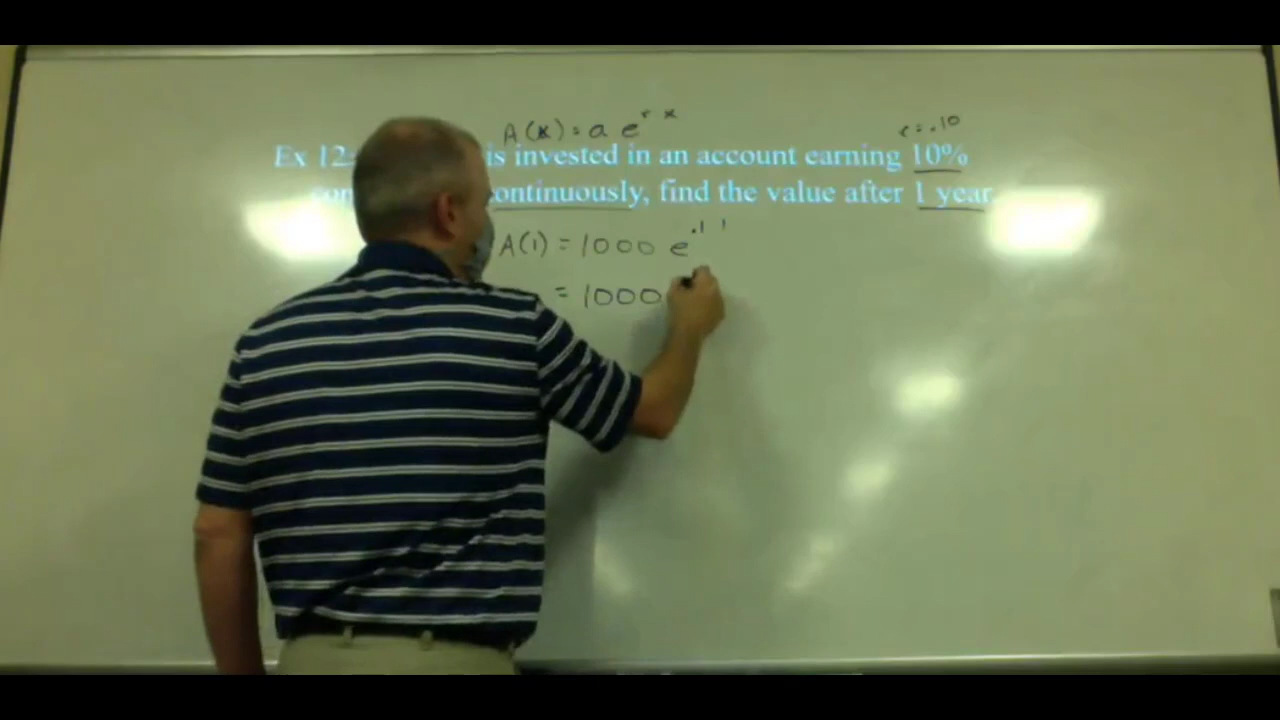 A(x) = a e^{r x}
r = .10
Ex 12 is invested in an account earning 10%
continuously, find the value after 1 year
A(1) = 1000 e^{.1 1}
= 1000